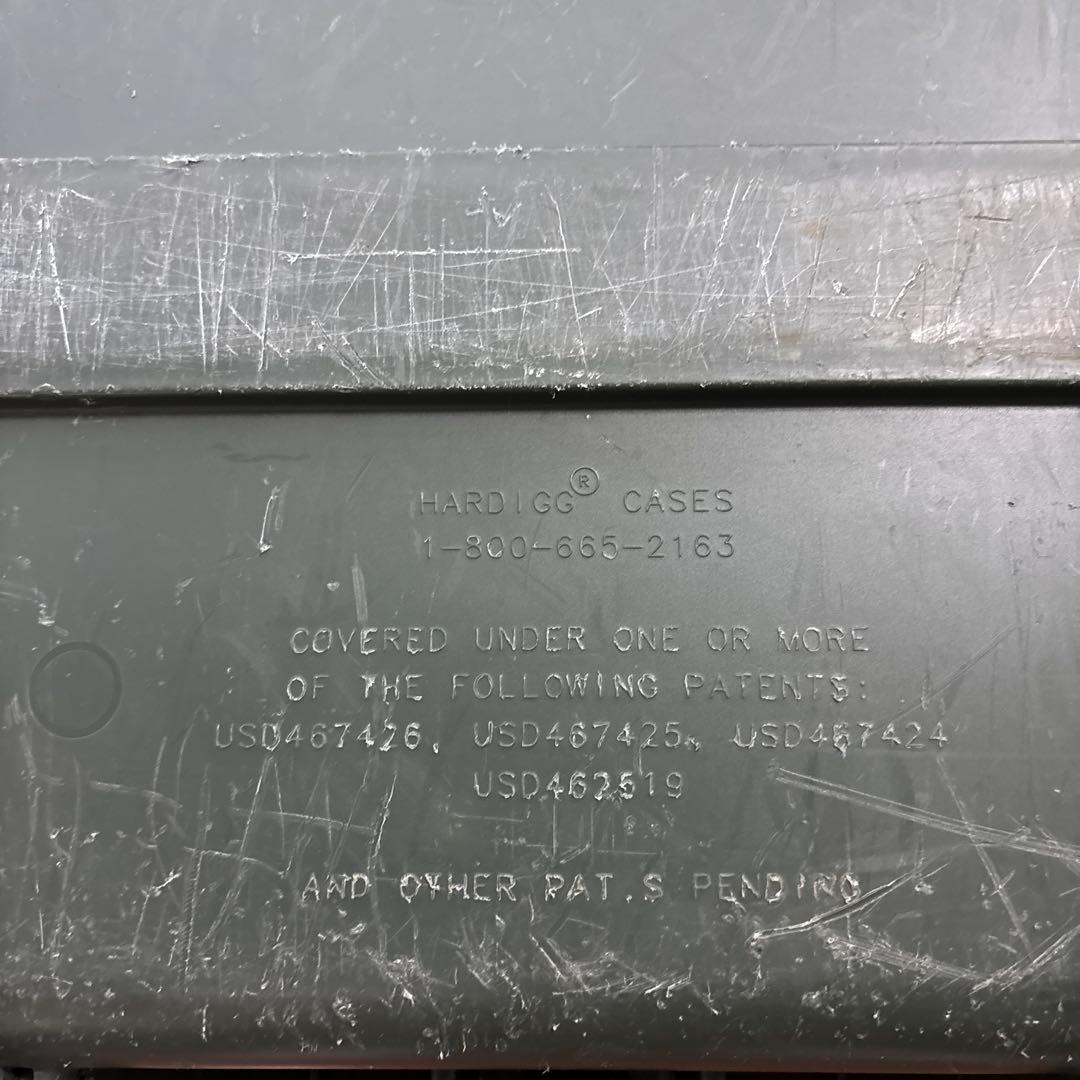 HARDIGG® CASES
1-800-665-2163
COVERED UNDER ONE OR MORE
OF THE FOLLOWING PATENTS:
USD467426, USD467425, USD467424
USD462519
AND OTHER PAT.S PENDING